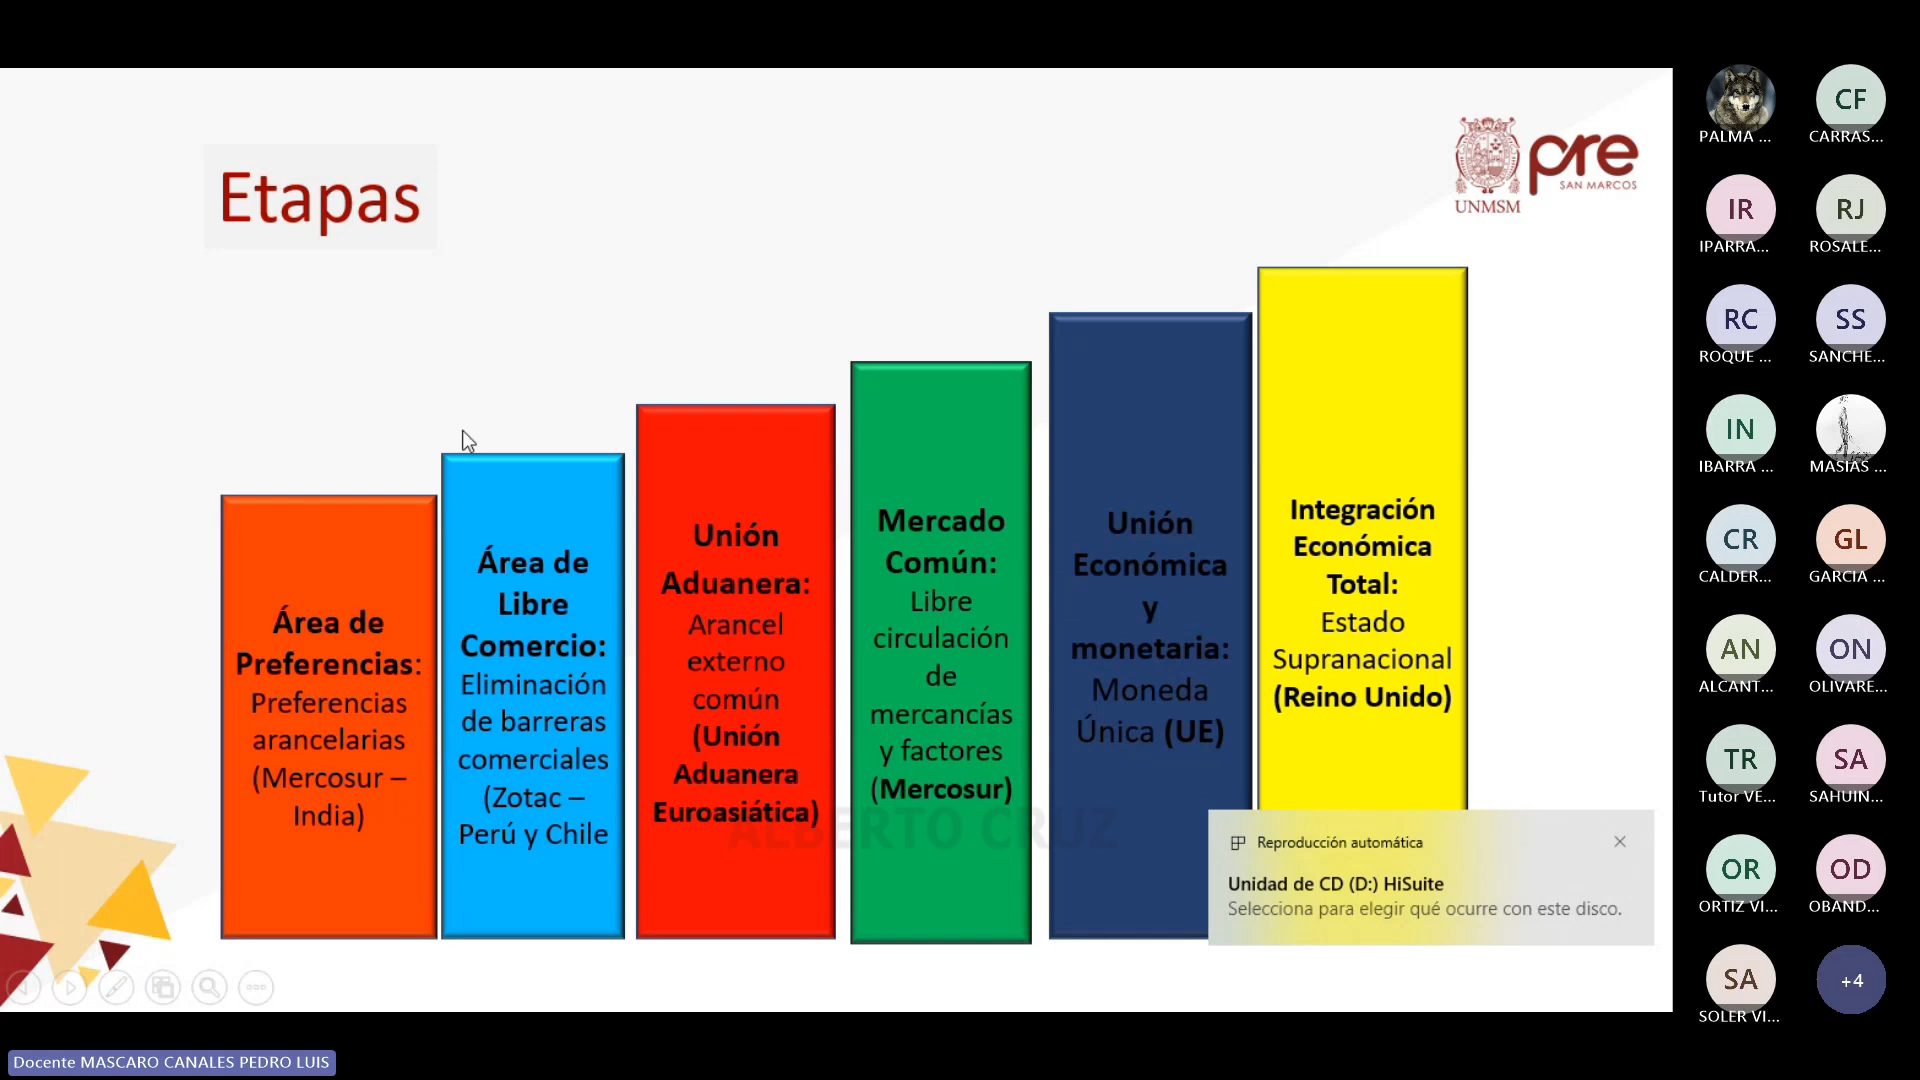 Etapas
UNMSM
pre
SAN MARCOS
Área de
Preferencias:
Preferencias
arancelarias
(Mercosur –
India)
Área de
Libre
Comercio:
Eliminación
de barreras
comerciales
(Zotac –
Perú y Chile
Unión
Aduanera:
Arancel
externo
común
(Unión
Aduanera
Euroasiática)
Mercado
Común:
Libre
circulación
de
mercancías
y factores
(Mercosur)
Unión
Económica
y
monetaria:
Moneda
Única (UE)
Integración
Económica
Total:
Estado
Supranacional
(Reino Unido)
ALBERTO CRUZ
Reproducción automática
Unidad de CD (D:) HiSuite
Selecciona para elegir qué ocurre con este disco.
PALMA ...
CF
CARRAS...
IR
IPARRA...
RJ
ROSALE...
RC
ROQUE ...
SS
SANCHE...
IN
IBARRA ...
MASÍAS ...
CR
CALDER...
GL
GARCIA ...
AN
ALCANT...
ON
OLIVARE...
TR
Tutor VE...
SA
SAHUIN...
OR
ORTIZ VI...
OD
OBAND...
SA
SOLER VI...
+4
Docente MASCARO CANALES PEDRO LUIS